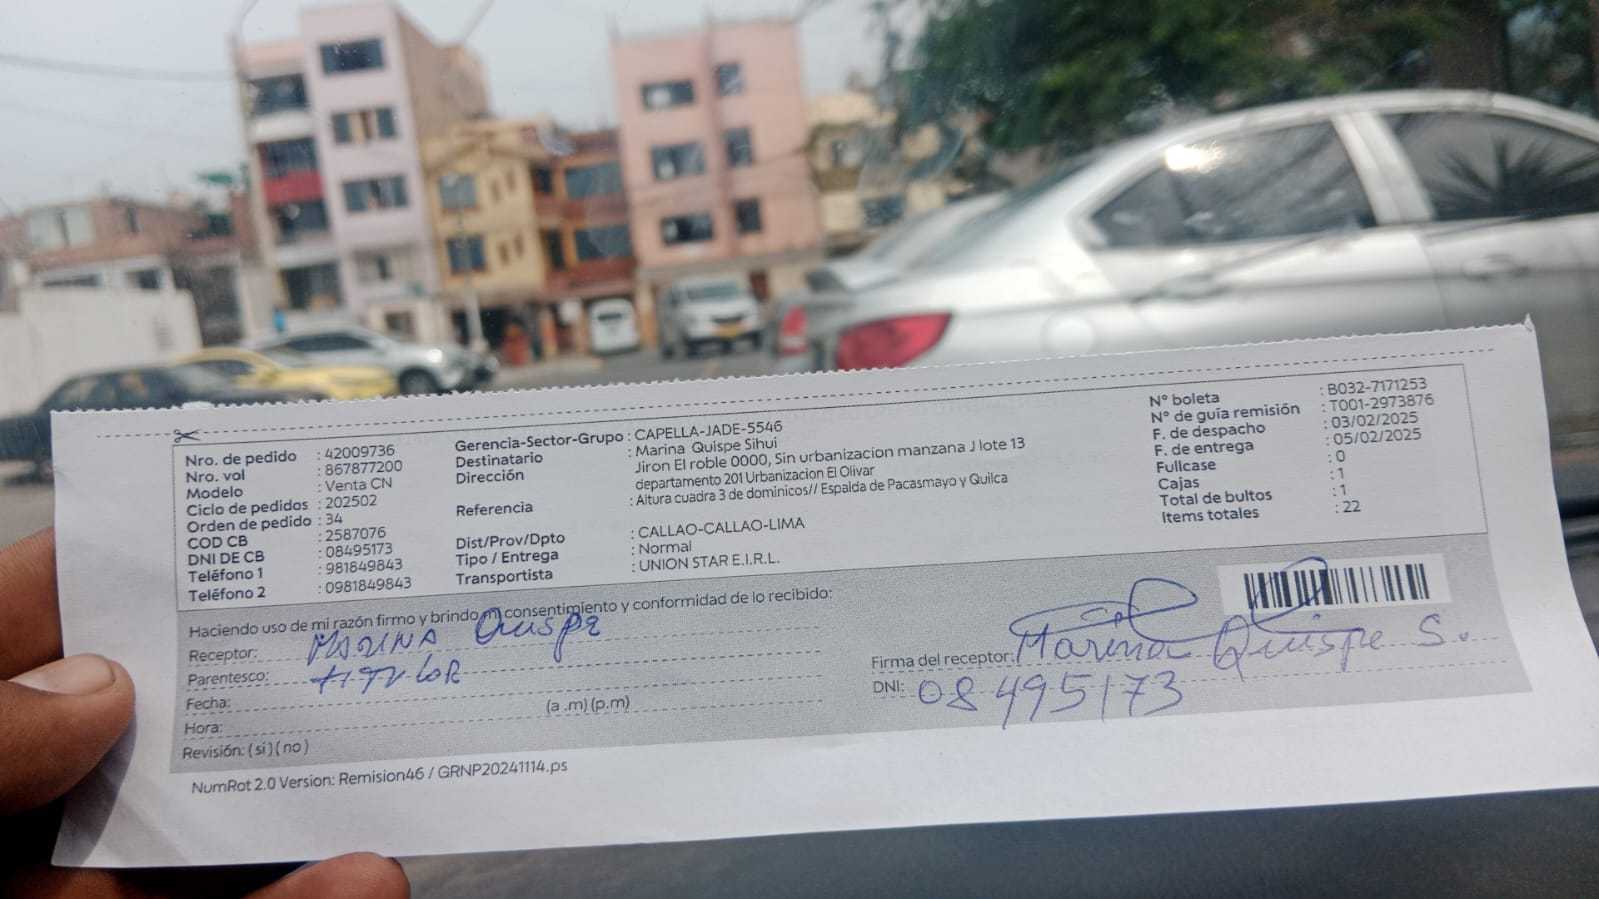 Nro. de pedido : 42009736
Nro. vol : 867877200
Modelo : Venta CN
Ciclo de pedidos : 202502
Orden de pedido : 34
COD CB : 2587076
DNI DE CB : 08495173
Teléfono 1 : 981849843
Teléfono 2 : 0981849843
Gerencia-Sector-Grupo : CAPELLA-JADE-5546
Destinatario : Marina Quispe Sihui
Dirección Jiron El roble 0000, Sin urbanizacion manzana J lote 13
departamento 201 Urbanizacion El Olivar
Referencia : Altura cuadra 3 de dominicos// Espalda de Pacasmayo y Quilca
Dist/Prov/Dpto : CALLAO-CALLAO-LIMA
Tipo / Entrega : Normal
Transportista : UNION STAR E.I.R.L.
N° boleta : B032-7171253
N° de guía remisión : T001-2973876
F. de despacho : 03/02/2025
F. de entrega : 05/02/2025
Fullcase : 0
Cajas : 1
Total de bultos : 1
Items totales : 22
Haciendo uso de mi razón firmo y brindo mi consentimiento y conformidad de lo recibido:
Receptor: MARINA Quispe
Parentesco: TITULAR
Fecha:
Hora: (a .m) (p.m)
Revisión: ( si ) ( no )
Firma del receptor: Marina Quispe S.
DNI: 08495173
NumRot 2.0 Version: Remision46 / GRNP20241114.ps